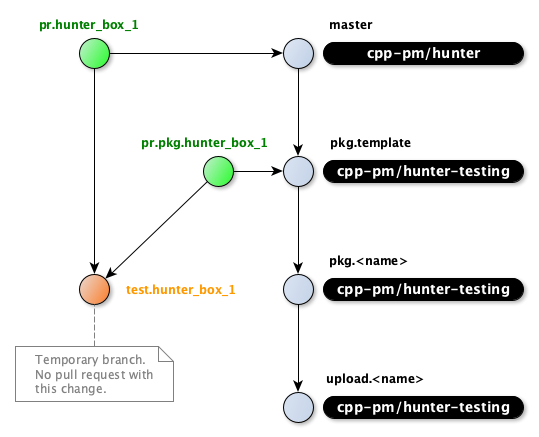 pr.hunter_box_1
master
cpp-pm/hunter
pr.pkg.hunter_box_1
pkg.template
cpp-pm/hunter-testing
pkg.<name>
test.hunter_box_1
cpp-pm/hunter-testing
Temporary branch.
No pull request with
this change.
upload.<name>
cpp-pm/hunter-testing